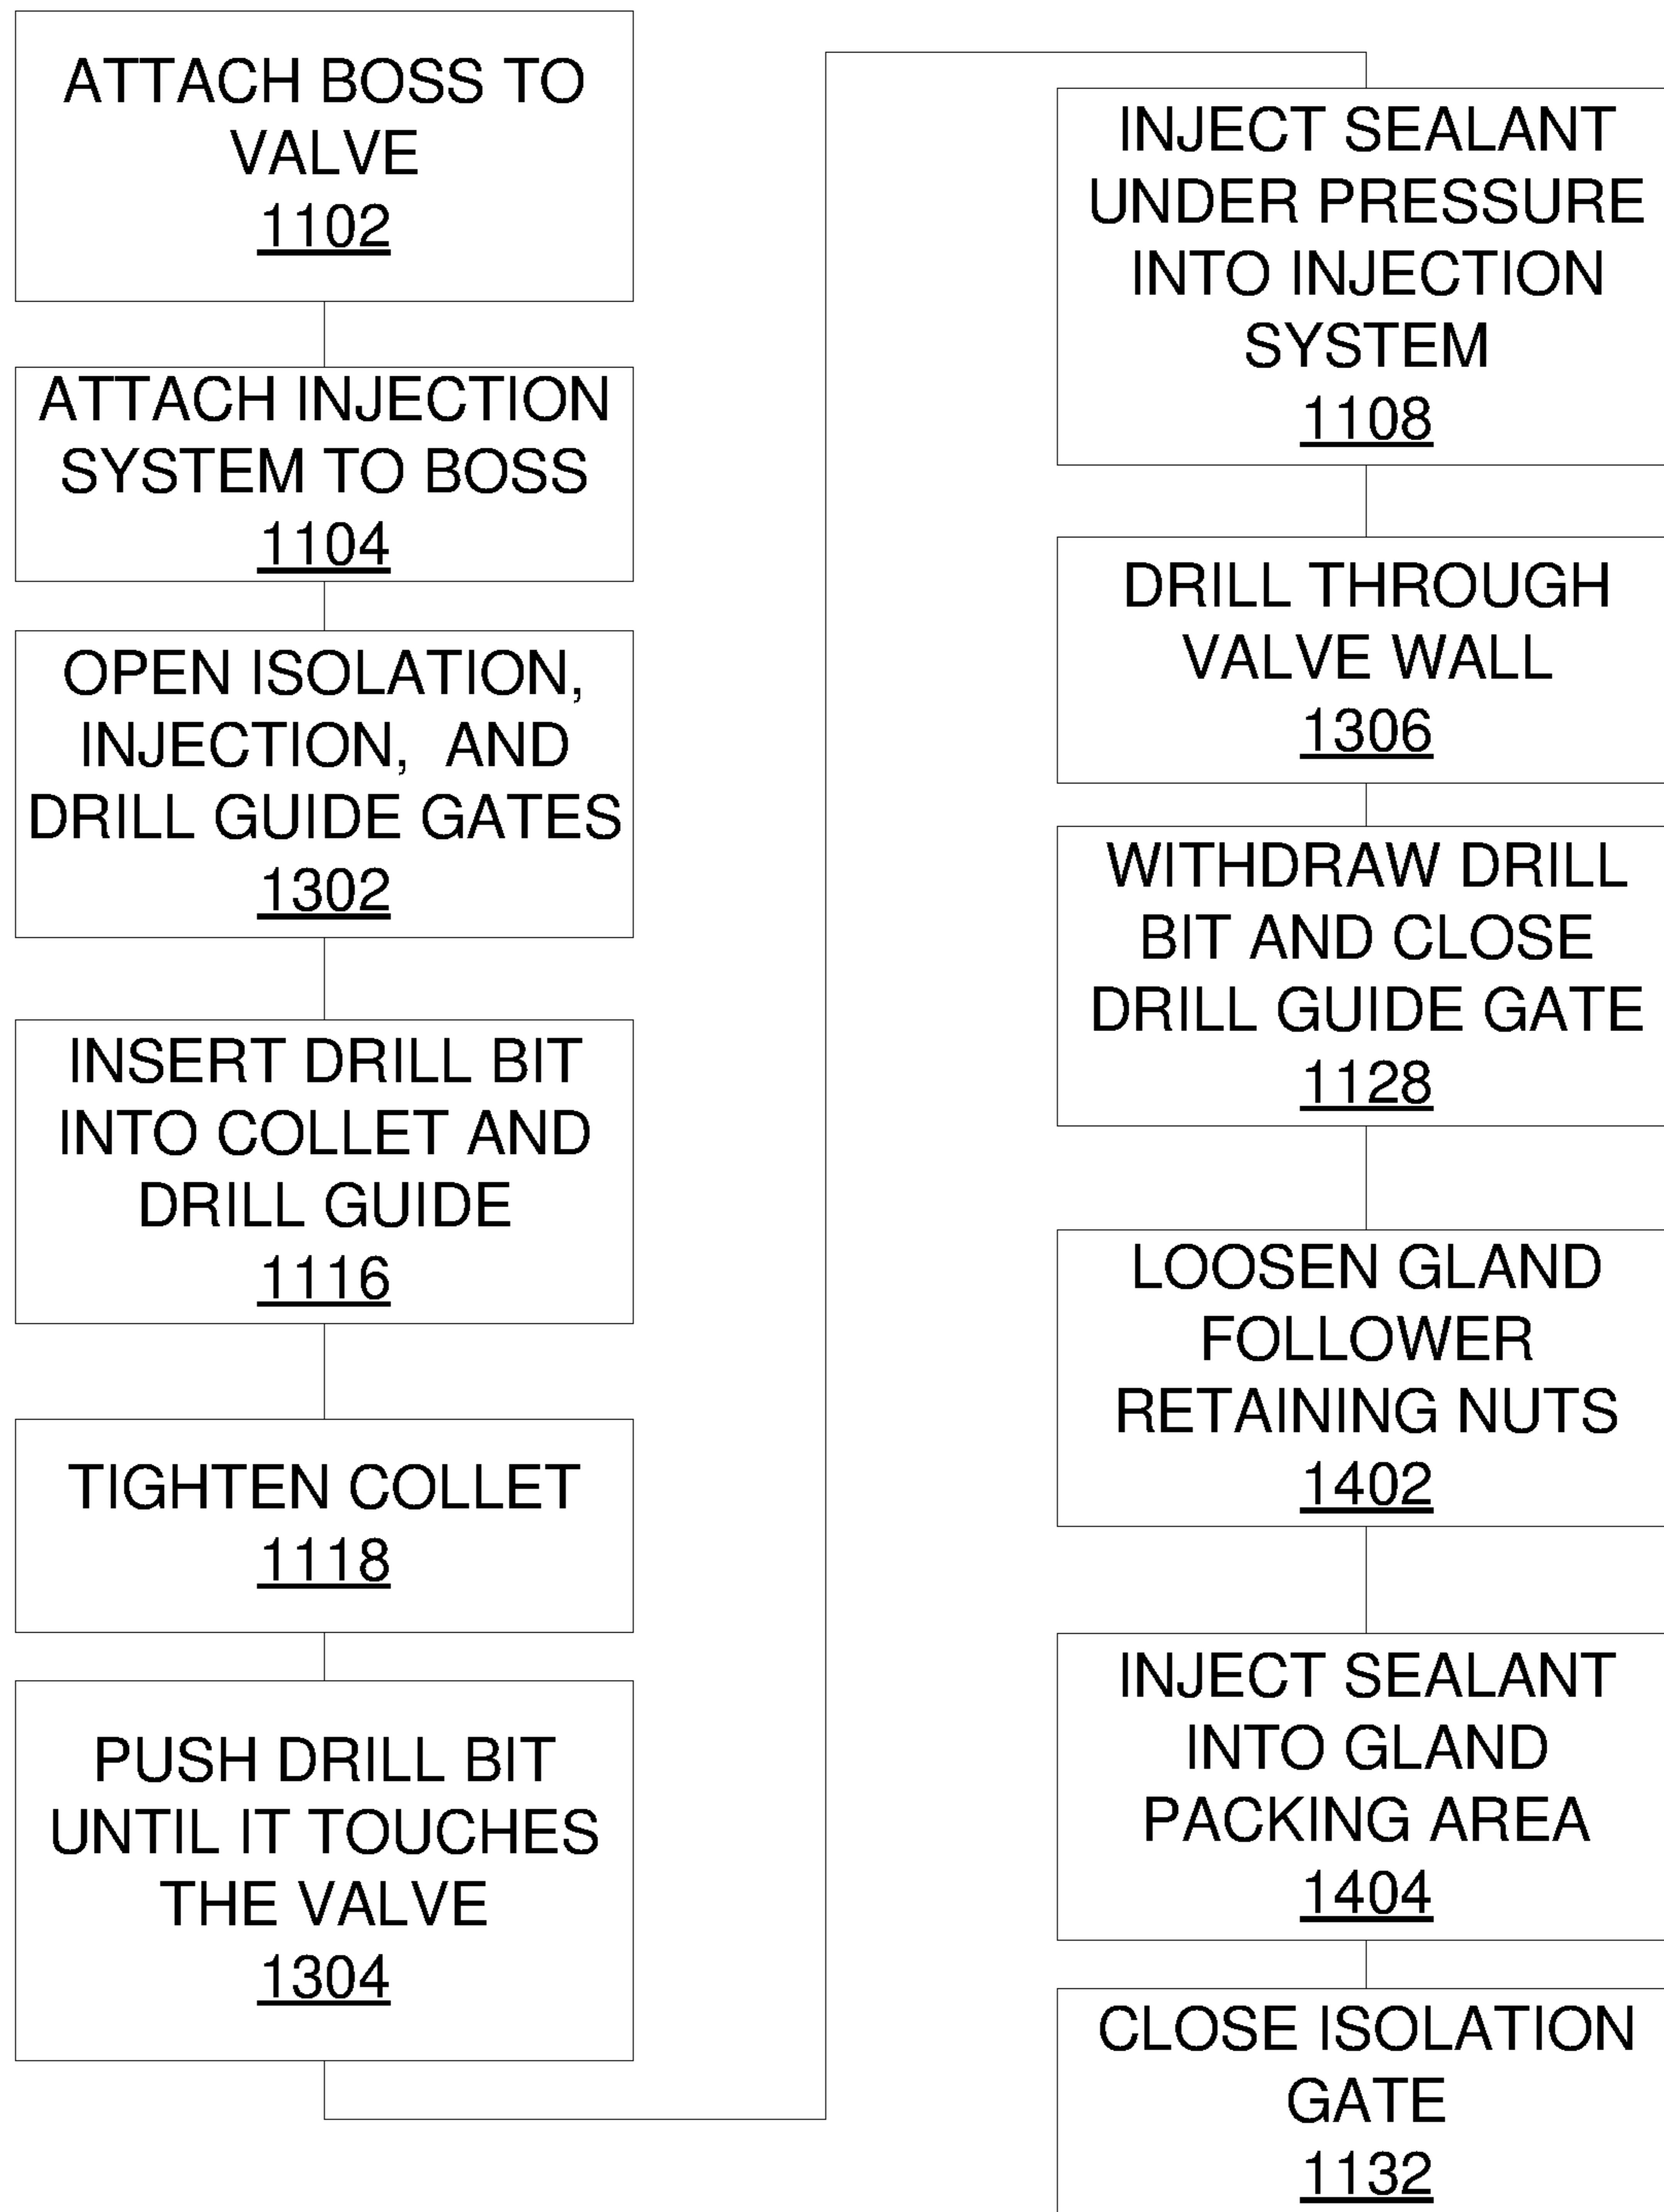 ATTACH BOSS TO
VALVE
1102
ATTACH INJECTION
SYSTEM TO BOSS
1104
OPEN ISOLATION,
INJECTION, AND
DRILL GUIDE GATES
1302
INSERT DRILL BIT
INTO COLLET AND
DRILL GUIDE
1116
TIGHTEN COLLET
1118
PUSH DRILL BIT
UNTIL IT TOUCHES
THE VALVE
1304
INJECT SEALANT
UNDER PRESSURE
INTO INJECTION
SYSTEM
1108
DRILL THROUGH
VALVE WALL
1306
WITHDRAW DRILL
BIT AND CLOSE
DRILL GUIDE GATE
1128
LOOSEN GLAND
FOLLOWER
RETAINING NUTS
1402
INJECT SEALANT
INTO GLAND
PACKING AREA
1404
CLOSE ISOLATION
GATE
1132